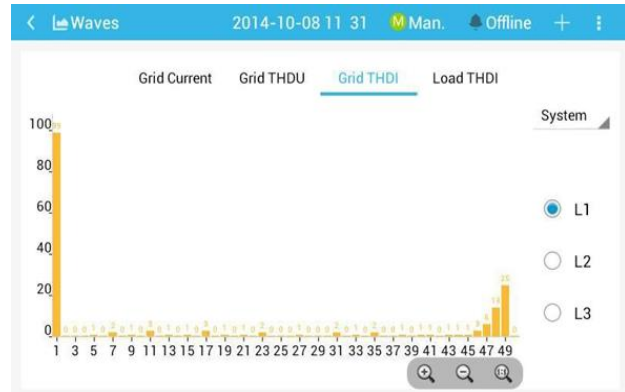 Waves 2014-10-08 11 31 M Man. Offline
Grid Current Grid THDU Grid THDI Load THDI
System
100
80
60
40
20
0
L1
L2
L3
1 3 5 7 9 11 13 15 17 19 21 23 25 27 29 31 33 35 37 39 41 43 45 47 49